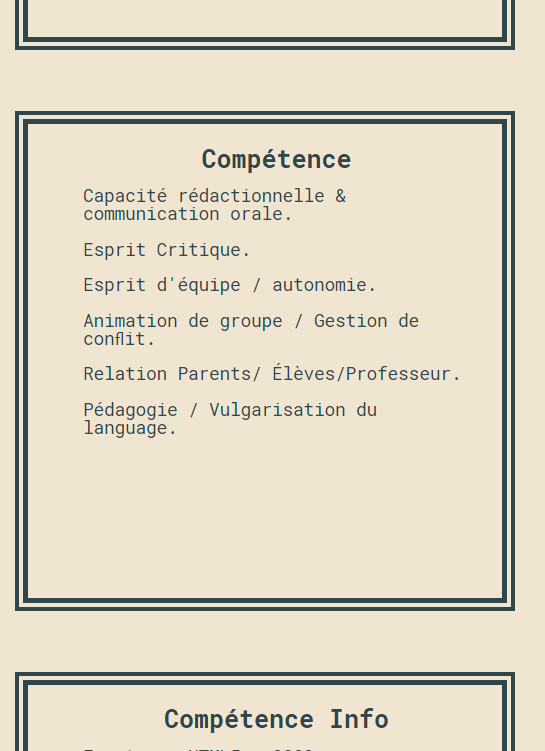 Compétence
Capacité rédactionnelle &
communication orale.
Esprit Critique.
Esprit d'équipe / autonomie.
Animation de groupe / Gestion de
conflit.
Relation Parents/ Élèves/Professeur.
Pédagogie / Vulgarisation du
language.
Compétence Info